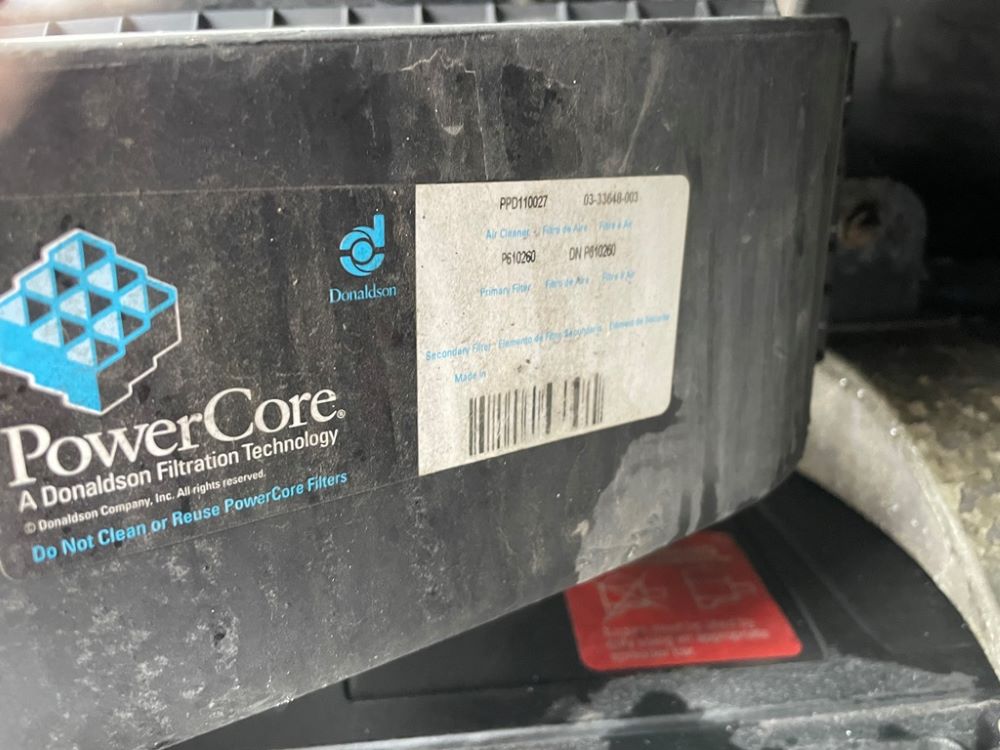 PowerCore®
A Donaldson Filtration Technology
© Donaldson Company, Inc. All rights reserved.
Do Not Clean or Reuse PowerCore Filters
Donaldson
PPD110027 03-33648-003
Air Cleaner - Filtro de Aire Filtre à Air
P610260 DN P610260
Primary Filter Filtro de Aire Filtre à Air
Secondary Filter Elemento de Filtro Secundario Élément de
Made in